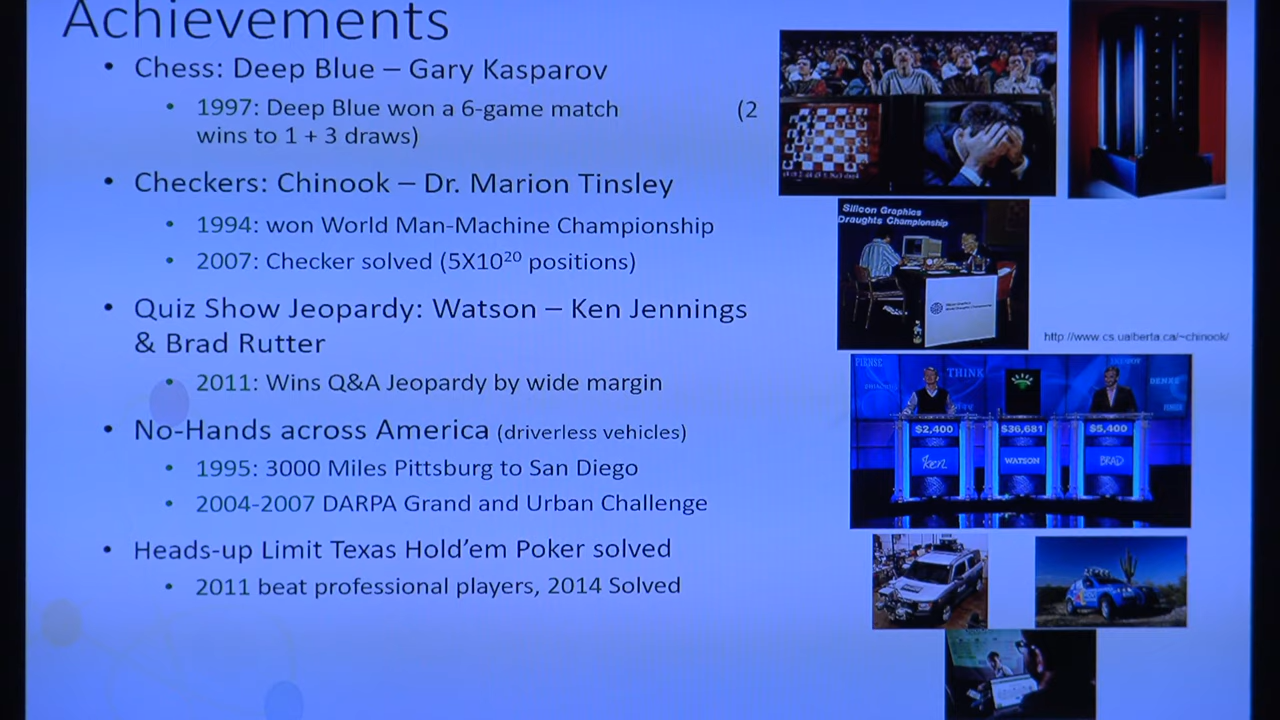 Achievements
• Chess: Deep Blue – Gary Kasparov
• 1997: Deep Blue won a 6-game match (2
wins to 1 + 3 draws)
• Checkers: Chinook – Dr. Marion Tinsley
• 1994: won World Man-Machine Championship
• 2007: Checker solved (5X10²⁰ positions)
• Quiz Show Jeopardy: Watson – Ken Jennings
& Brad Rutter
• 2011: Wins Q&A Jeopardy by wide margin
• No-Hands across America (driverless vehicles)
• 1995: 3000 Miles Pittsburg to San Diego
• 2004-2007 DARPA Grand and Urban Challenge
• Heads-up Limit Texas Hold’em Poker solved
• 2011 beat professional players, 2014 Solved
Silicon Graphics
Draughts Championship
http://www.cs.ualberta.ca/~chinook/
THINK
$2,400 $36,681 $5,400
Ken WATSON BRAD